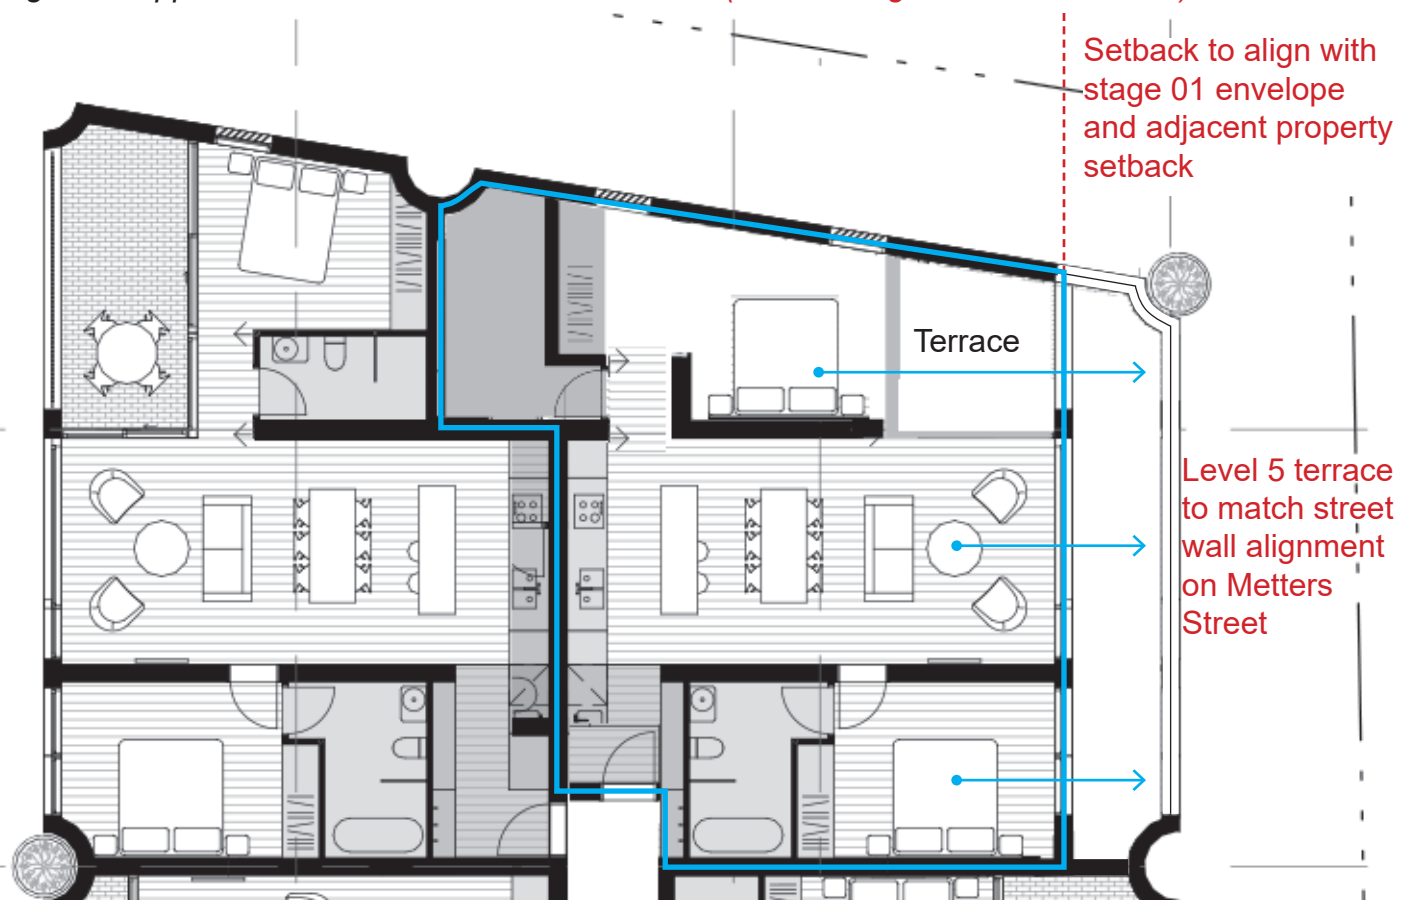 Setback to align with
stage 01 envelope
and adjacent property
setback
Terrace
Level 5 terrace
to match street
wall alignment
on Metters
Street